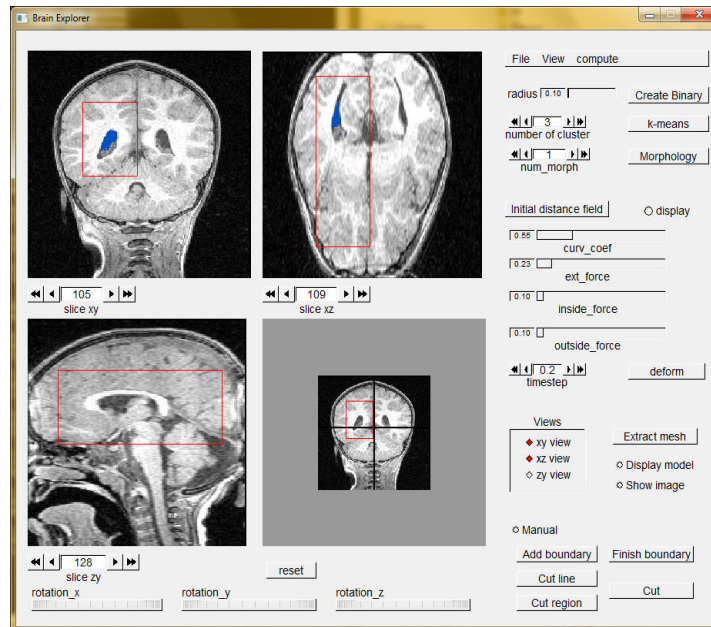 Brain Explorer
File View compute
radius 0.10
Create Binary
3
number of cluster
k-means
1
num_morph
Morphology
Initial distance field
display
0.55
curv_coef
0.23
ext_force
0.10
inside_force
0.10
outside_force
0.2
timestep
deform
105
slice xy
109
slice xz
Views
xy view
xz view
zy view
Extract mesh
Display model
Show image
Manual
Add boundary
Finish boundary
Cut line
Cut region
Cut
128
slice zy
reset
rotation_x
rotation_y
rotation_z